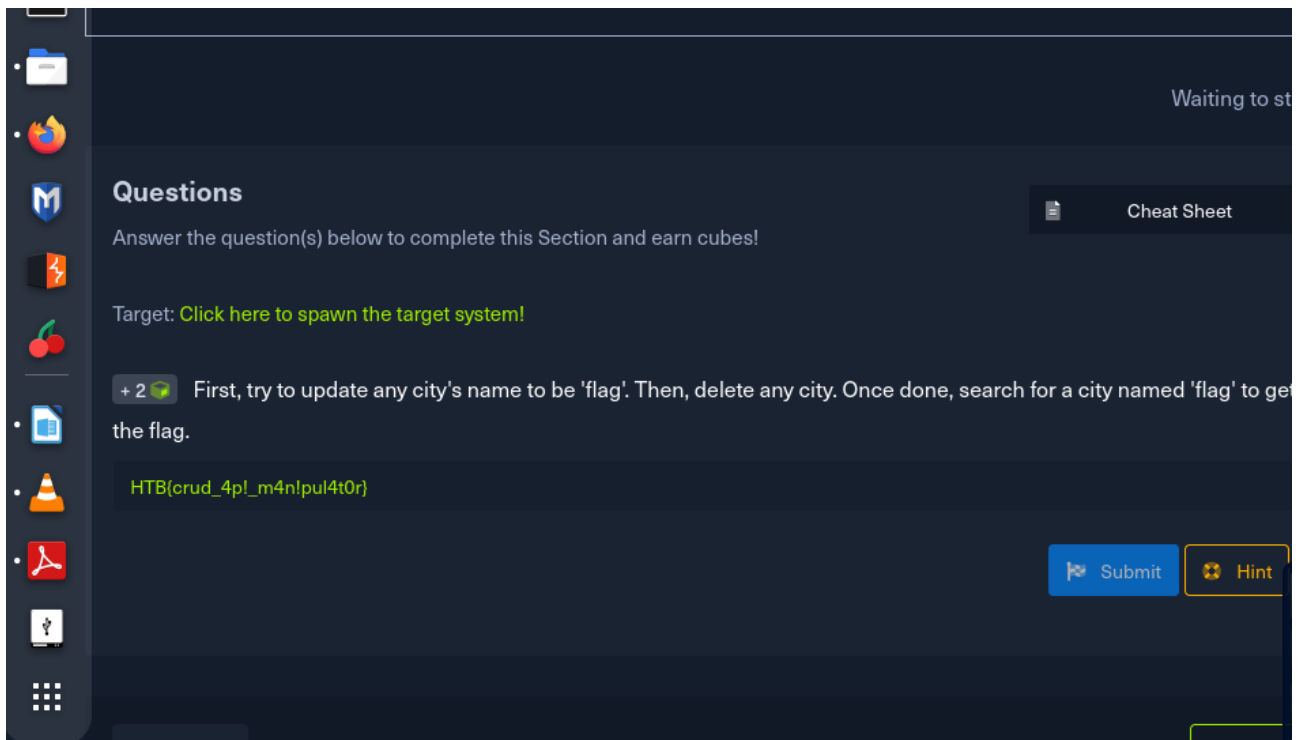 Waiting to st
Questions
Cheat Sheet
Answer the question(s) below to complete this Section and earn cubes!
Target: Click here to spawn the target system!
+ 2 First, try to update any city's name to be 'flag'. Then, delete any city. Once done, search for a city named 'flag' to get
the flag.
HTB{crud_4p!_m4n!pul4t0r}
Submit
Hint